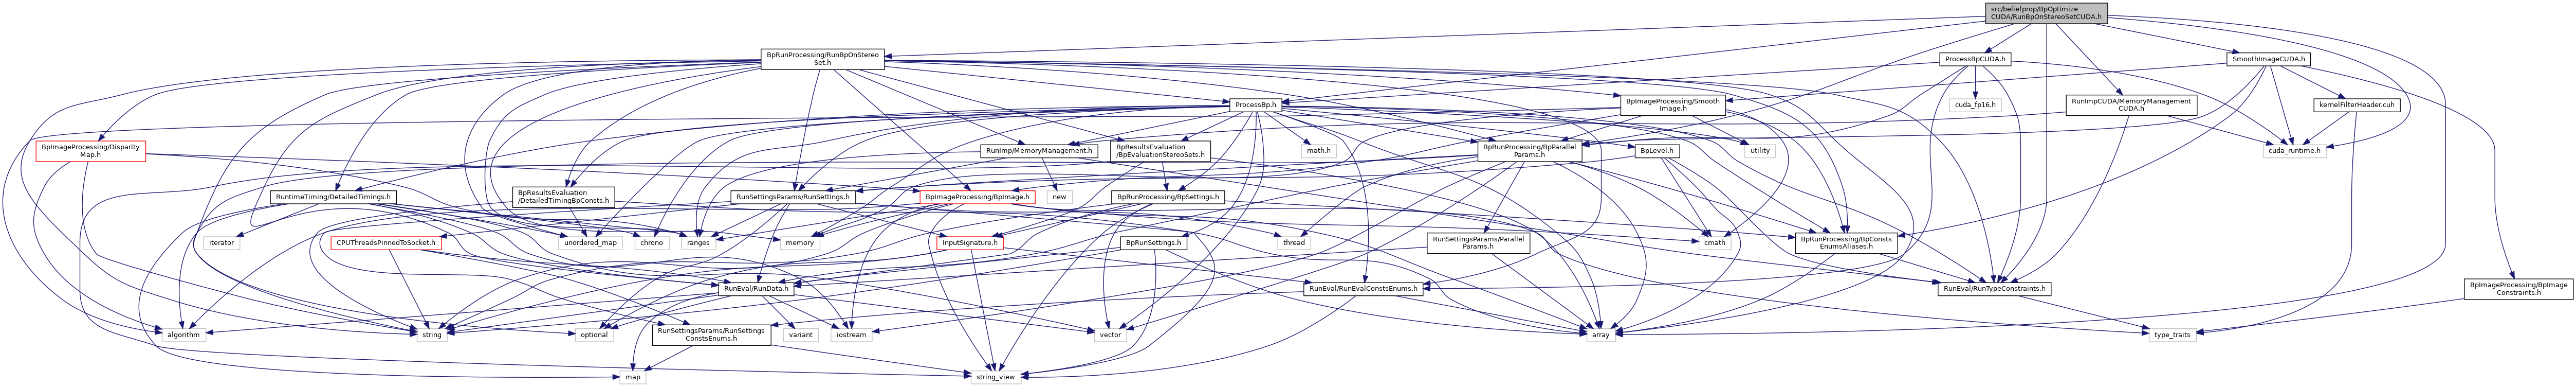 src/beliefprop/BpOptimize
CUDA/RunBpOnStereoSetCUDA.h
BpRunProcessing/RunBpOnStereo
Set.h
ProcessBpCUDA.h
SmoothImageCUDA.h
ProcessBp.h
BpImageProcessing/Smooth
Image.h
cuda_fp16.h
RunImpCUDA/MemoryManagement
CUDA.h
kernelFilterHeader.cuh
BpImageProcessing/Disparity
Map.h
RunImp/MemoryManagement.h
BpResultsEvaluation
/BpEvaluationStereoSets.h
math.h
BpRunProcessing/BpParallel
Params.h
BpLevel.h
utility
cuda_runtime.h
RuntimeTiming/DetailedTimings.h
BpResultsEvaluation
/DetailedTimingBpConsts.h
RunSettingsParams/RunSettings.h
BpImageProcessing/BpImage.h
new
BpRunProcessing/BpSettings.h
iterator
CPUThreadsPinnedToSocket.h
unordered_map
chrono
ranges
memory
InputSignature.h
BpRunSettings.h
thread
RunSettingsParams/Parallel
Params.h
cmath
BpRunProcessing/BpConsts
EnumsAliases.h
RunEval/RunData.h
RunEval/RunEvalConstsEnums.h
RunEval/RunTypeConstraints.h
BpImageProcessing/BpImage
Constraints.h
algorithm
string
optional
RunSettingsParams/RunSettings
ConstsEnums.h
variant
iostream
vector
array
type_traits
map
string_view